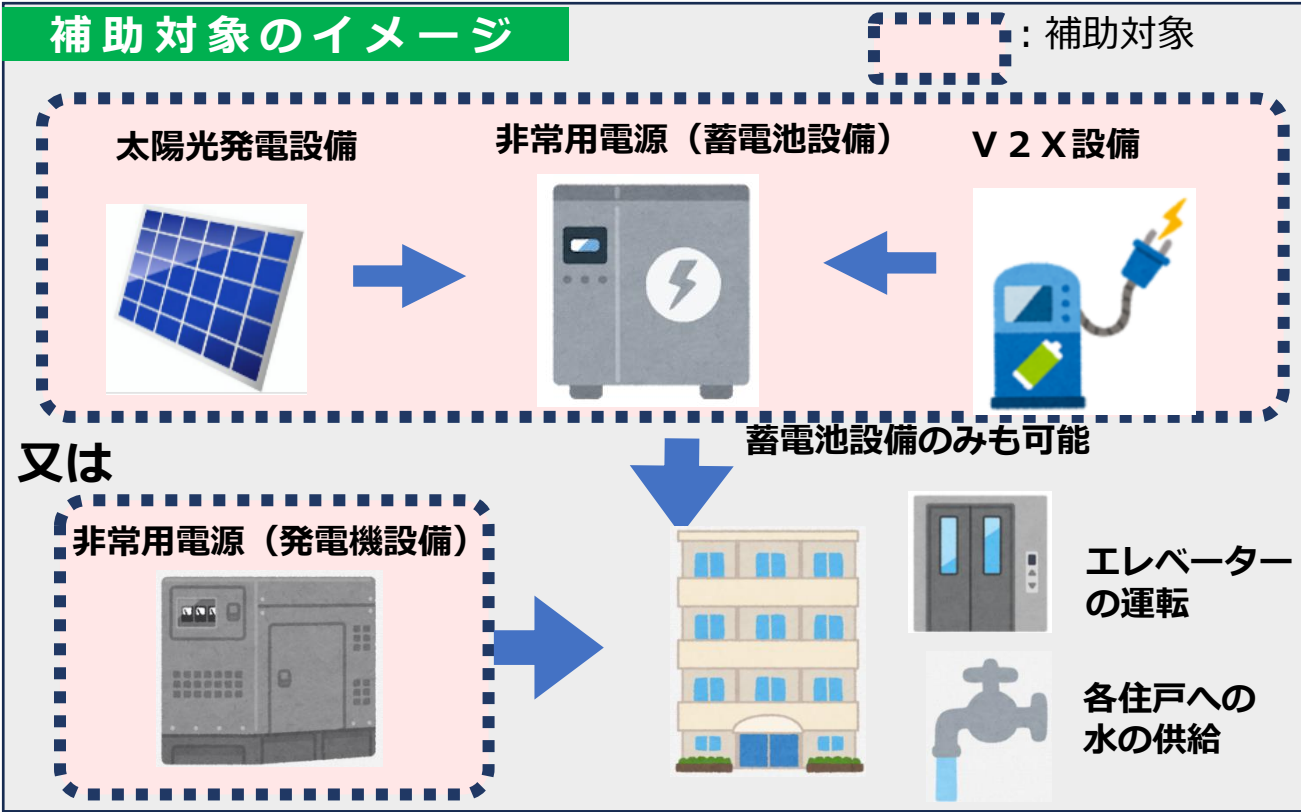 補助対象のイメージ
：補助対象
太陽光発電設備
非常用電源（蓄電池設備）
Ｖ２Ｘ設備
蓄電池設備のみも可能
又は
非常用電源（発電機設備）
エレベーター
の運転
各住戸への
水の供給